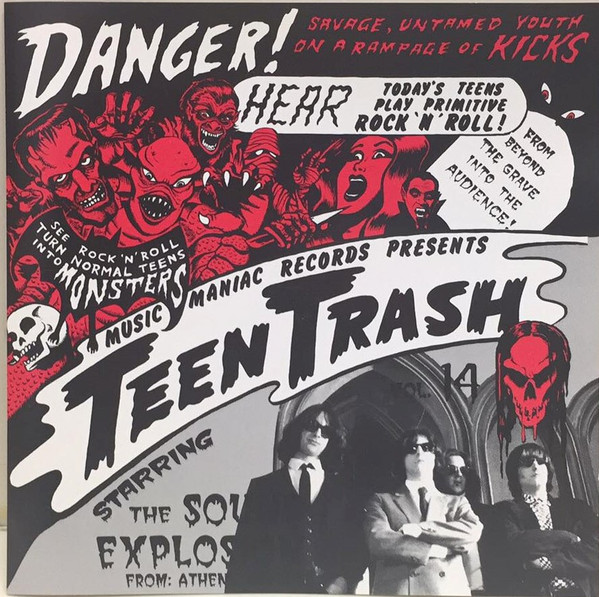 DANGER!
SAVAGE, UNTAMED YOUTH
ON A RAMPAGE OF KICKS
HEAR
TODAY'S TEENS
PLAY PRIMITIVE
ROCK 'N' ROLL!
FROM
BEYOND
THE GRAVE
INTO THE
AUDIENCE!
SEE ROCK'N'ROLL
TURN NORMAL TEENS
INTO MONSTERS
MUSIC MANIAC RECORDS PRESENTS
TEEN TRASH
VOL. 14
STARRING
THE SOU
EXPLOS
FROM: ATHEN